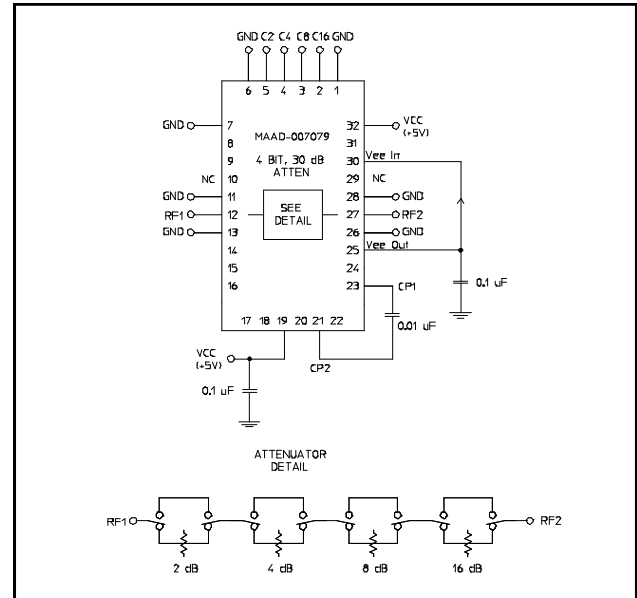 GND C2 C4 C8 C16 GND
6 5 4 3 2 1
GND 7
8
9
NC 10
GND 11
RF1 12
GND 13
14
15
16
MAAD-007079
4 BIT, 30 dB
ATTEN
SEE
DETAIL
32 VCC
(+5V)
31
30 Vee In
29 NC
28 GND
27 RF2
26 GND
25 Vee Out
24
23 CP1
0.1 uF
0.01 uF
17 18 19 20 21 22
CP2
VCC
(+5V)
0.1 uF
ATTENUATOR
DETAIL
RF1 RF2
2 dB 4 dB 8 dB 16 dB